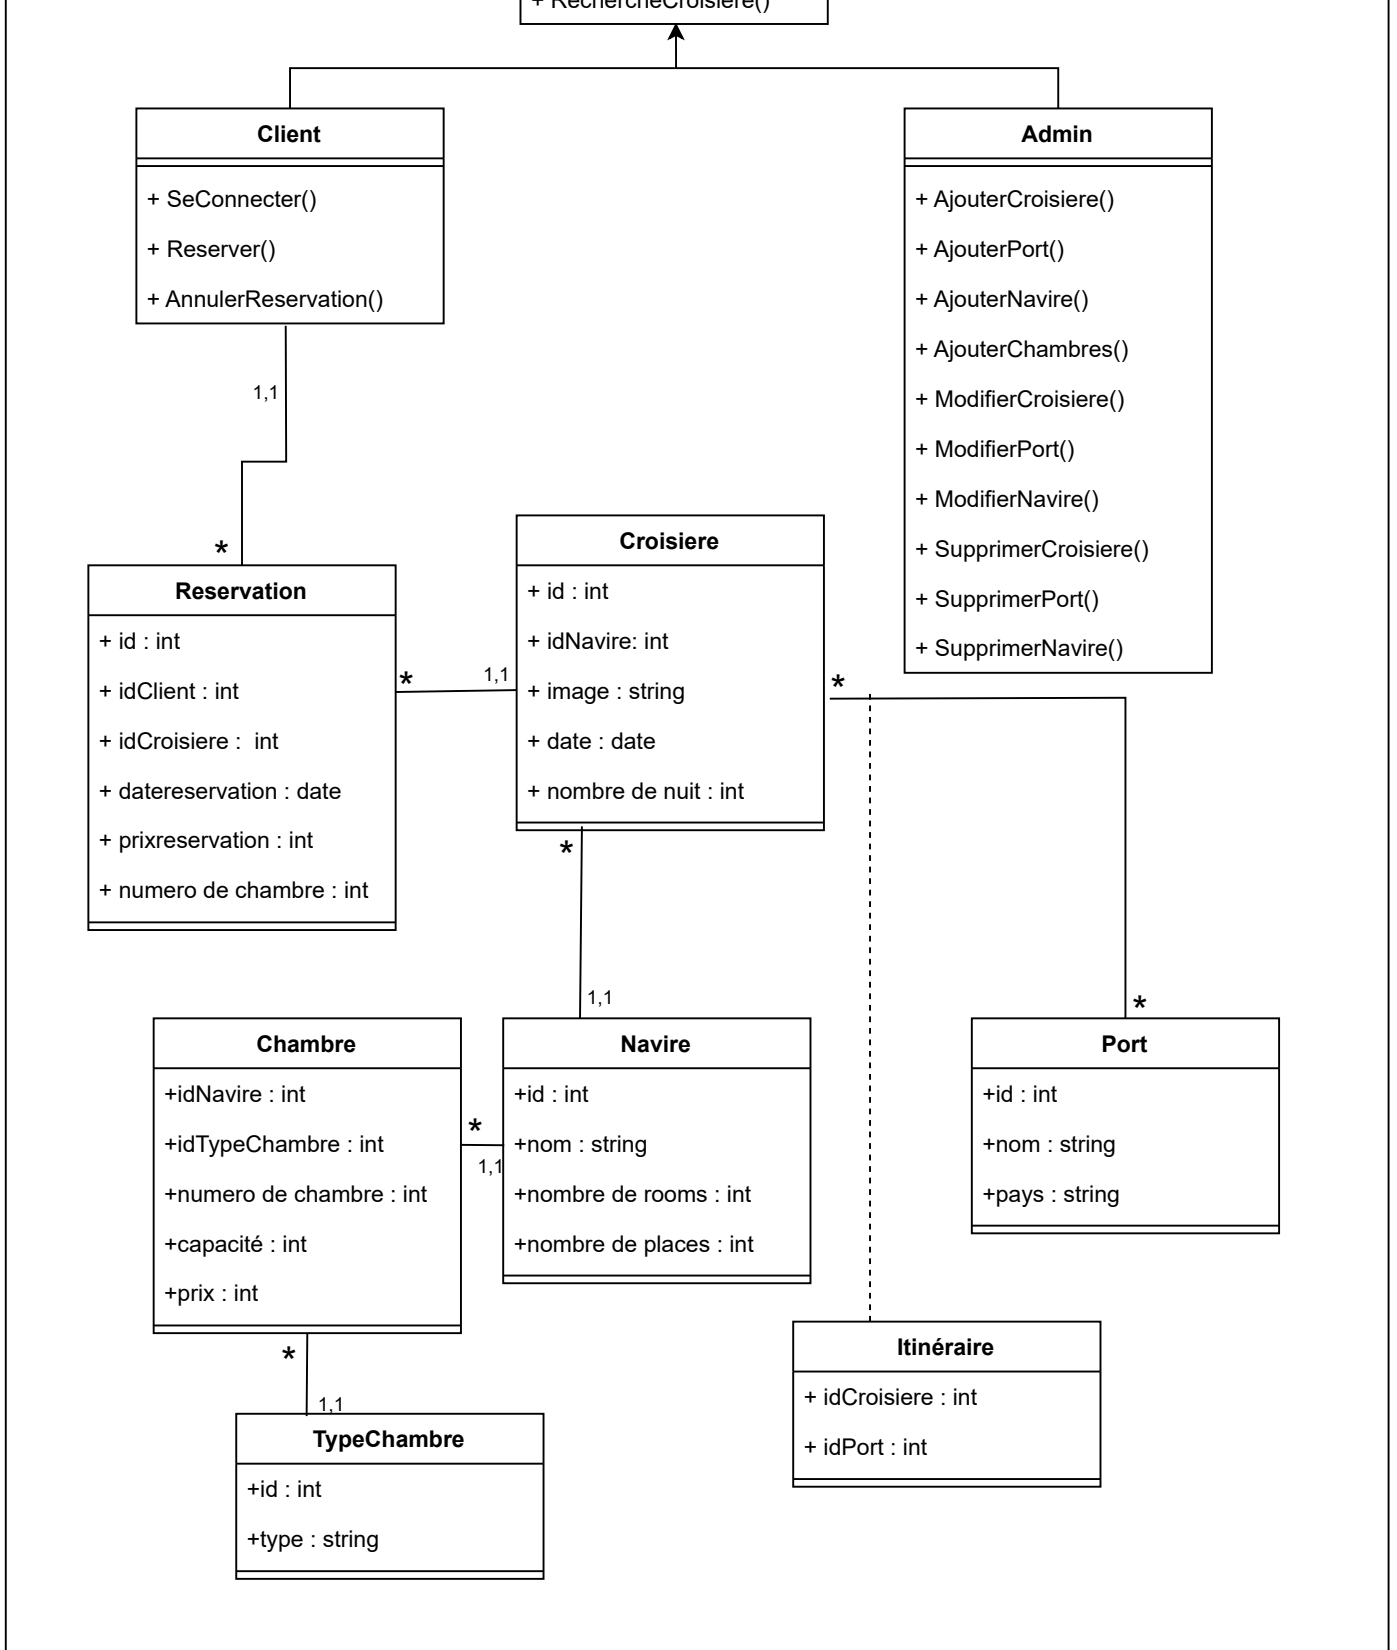 + RechercheCroisiere()
Client
+ SeConnecter()
+ Reserver()
+ AnnulerReservation()
Admin
+ AjouterCroisiere()
+ AjouterPort()
+ AjouterNavire()
+ AjouterChambres()
+ ModifierCroisiere()
+ ModifierPort()
+ ModifierNavire()
+ SupprimerCroisiere()
+ SupprimerPort()
+ SupprimerNavire()
1,1
*
Reservation
+ id : int
+ idClient : int
+ idCroisiere :  int
+ datereservation : date
+ prixreservation : int
+ numero de chambre : int
*
1,1
Croisiere
+ id : int
+ idNavire: int
+ image : string
+ date : date
+ nombre de nuit : int
*
*
1,1
*
Chambre
+idNavire : int
+idTypeChambre : int
+numero de chambre : int
+capacité : int
+prix : int
*
1,1
Navire
+id : int
+nom : string
+nombre de rooms : int
+nombre de places : int
Port
+id : int
+nom : string
+pays : string
*
1,1
TypeChambre
+id : int
+type : string
Itinéraire
+ idCroisiere : int
+ idPort : int